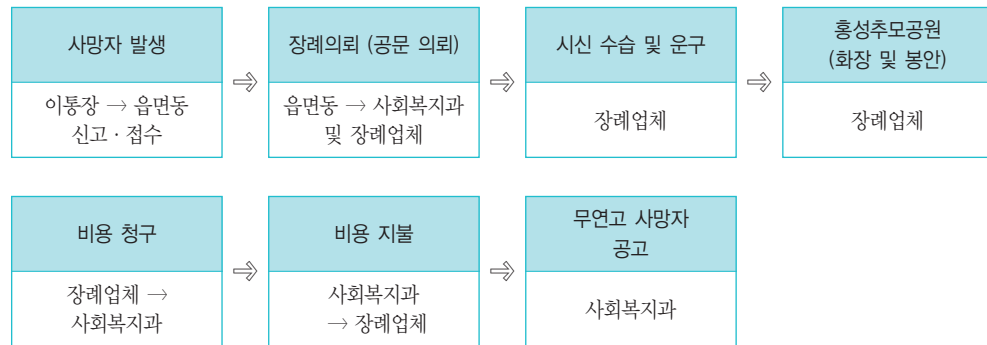 사망자 발생
이통장 → 읍면동
신고 · 접수
⇨
장례의뢰 (공문 의뢰)
읍면동 → 사회복지과
및 장례업체
⇨
시신 수습 및 운구
장례업체
⇨
홍성추모공원
(화장 및 봉안)
장례업체
비용 청구
장례업체 →
사회복지과
⇨
비용 지불
사회복지과
→ 장례업체
⇨
무연고 사망자
공고
사회복지과